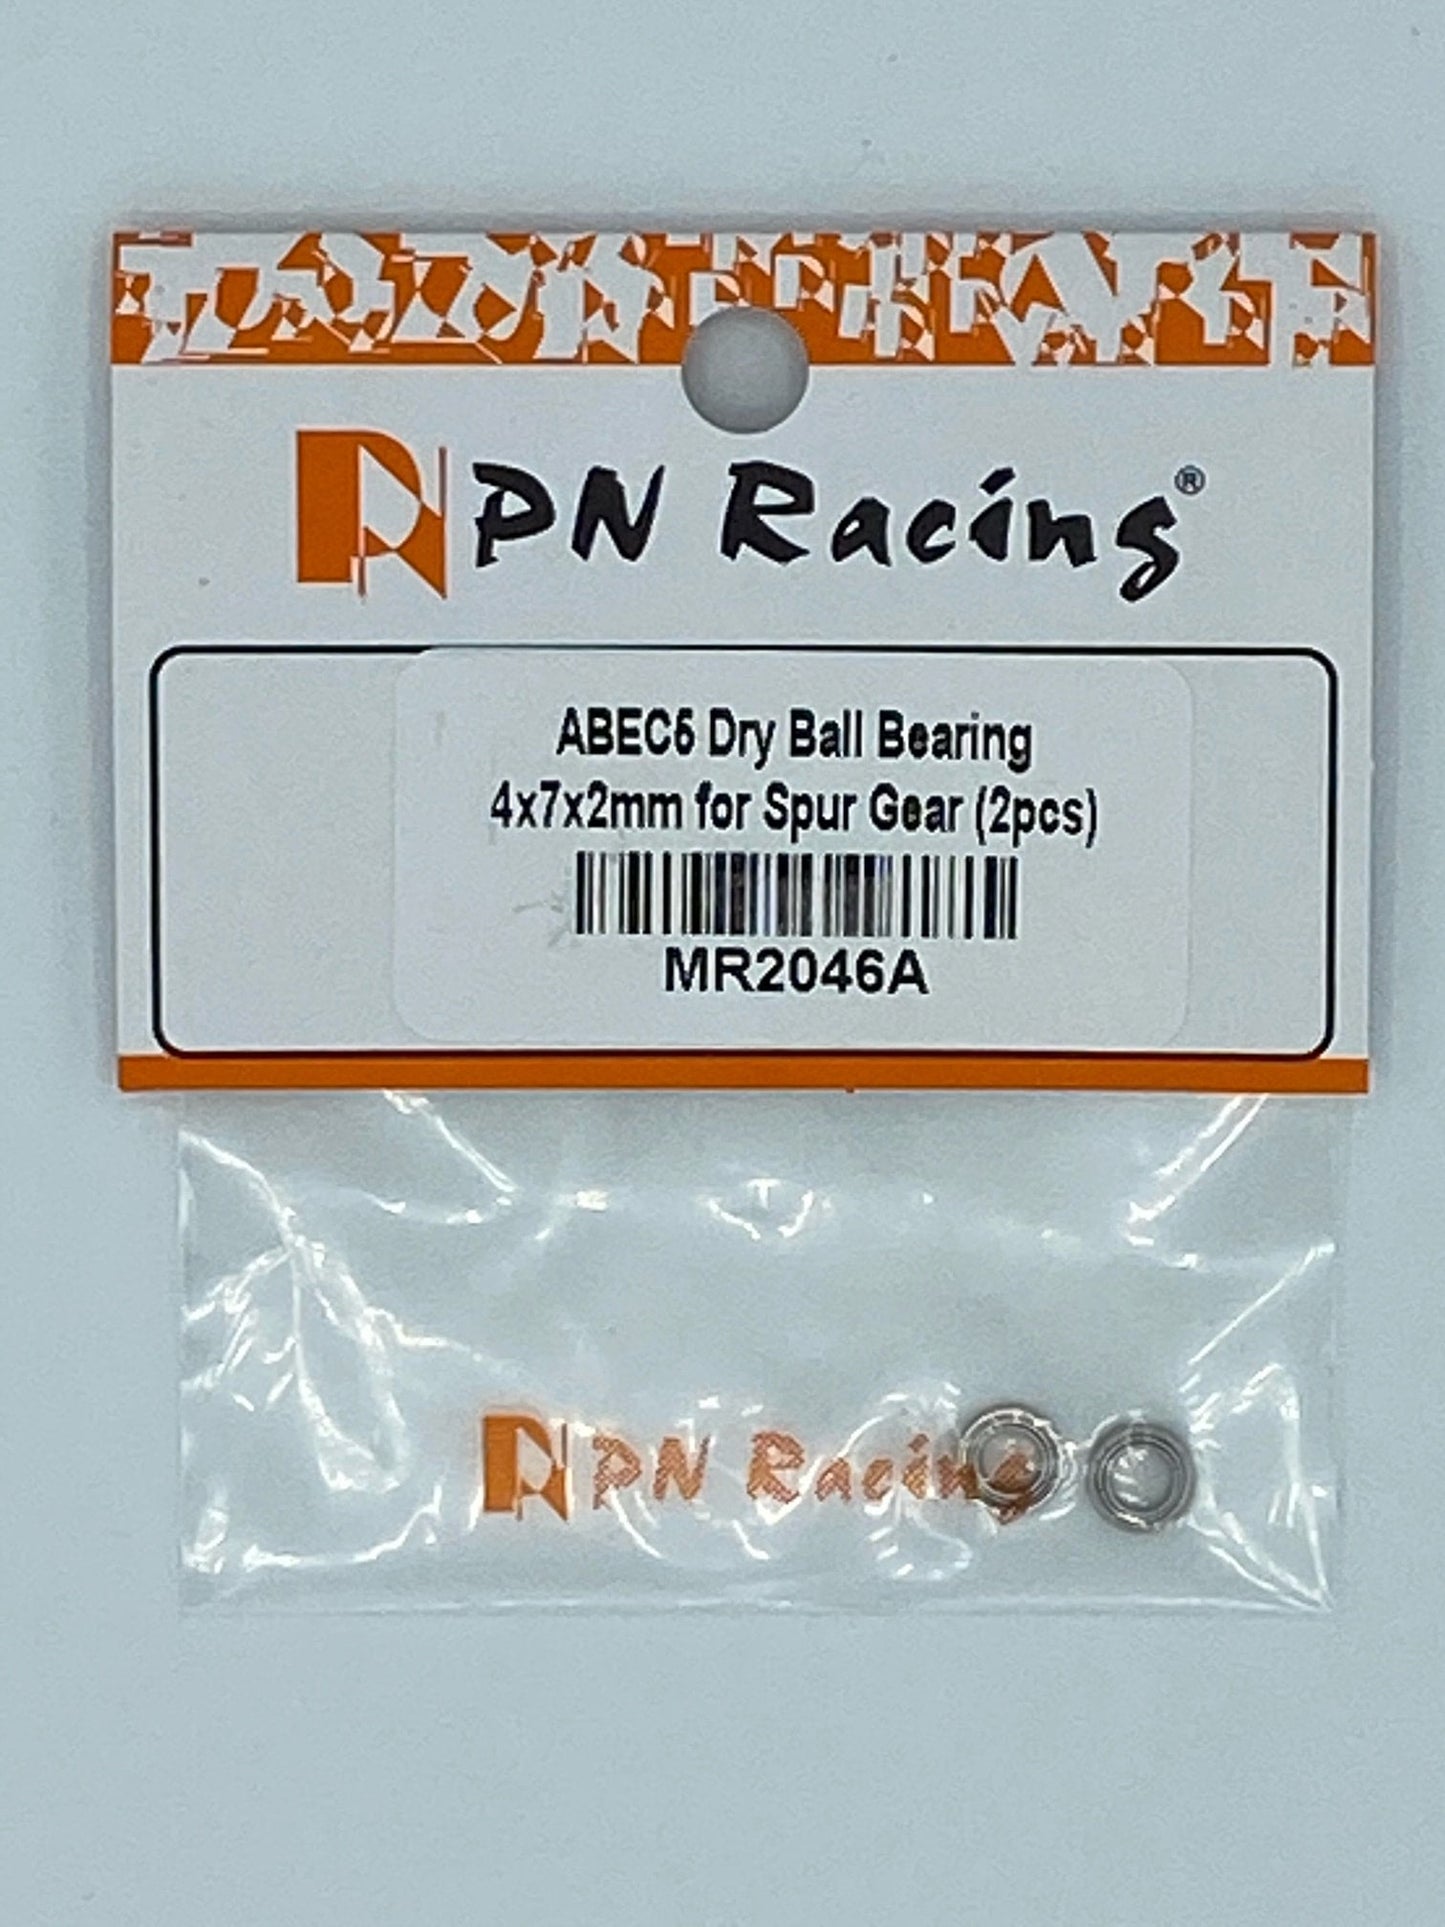 PN Racing®
ABEC5 Dry Ball Bearing
4x7x2mm for Spur Gear (2pcs)
MR2046A
PN Racing